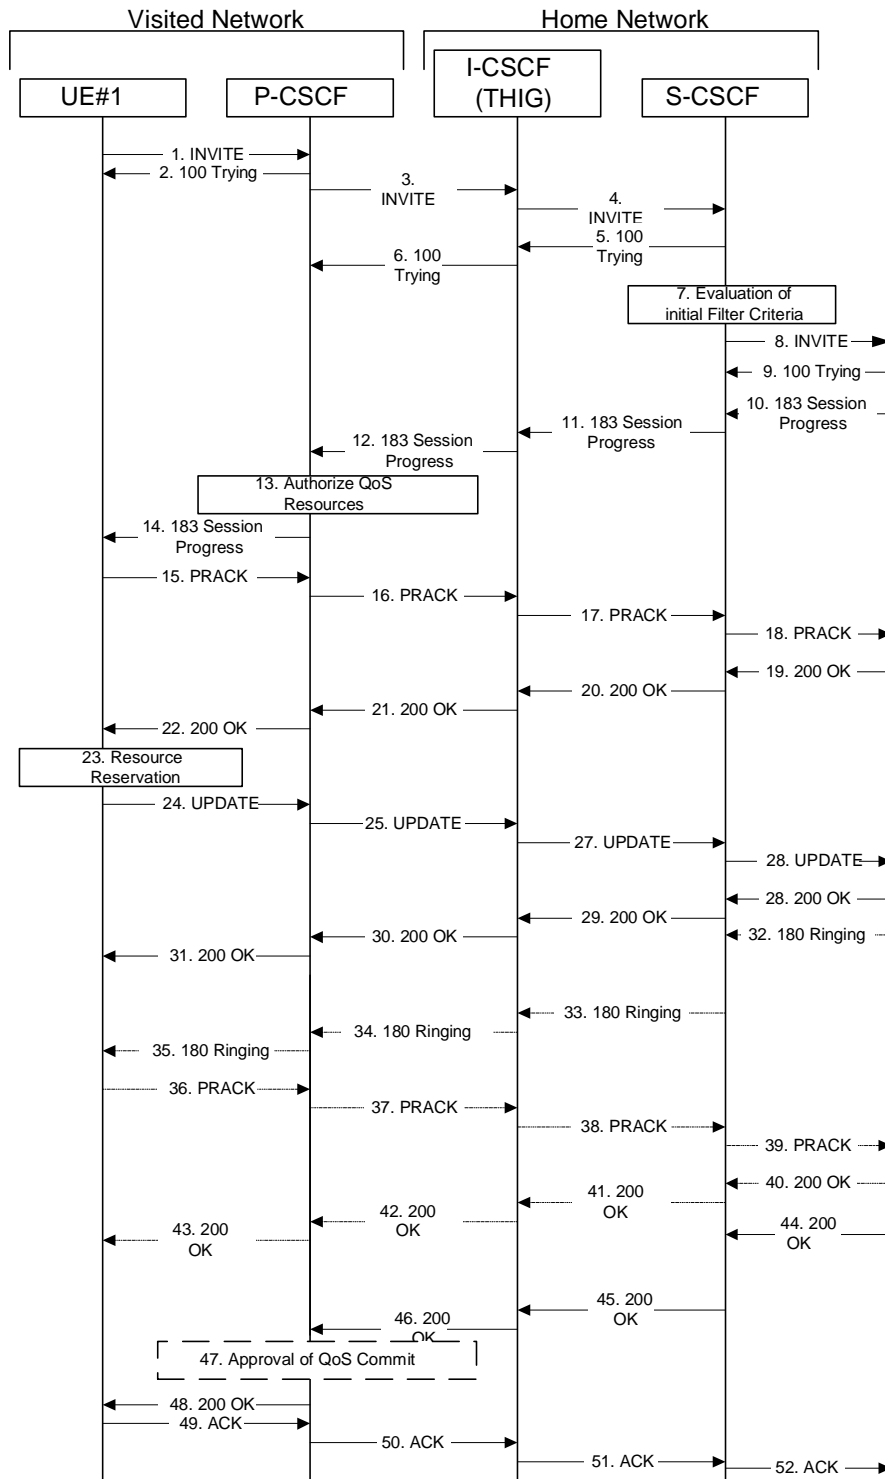 Visited Network
Home Network
UE#1
P-CSCF
I-CSCF
(THIG)
S-CSCF
1. INVITE
2. 100 Trying
3.
INVITE
4.
INVITE
5. 100
Trying
6. 100
Trying
7. Evaluation of
initial Filter Criteria
8. INVITE
9. 100 Trying
10. 183 Session
Progress
11. 183 Session
Progress
12. 183 Session
Progress
13. Authorize QoS
Resources
14. 183 Session
Progress
15. PRACK
16. PRACK
17. PRACK
18. PRACK
19. 200 OK
20. 200 OK
21. 200 OK
22. 200 OK
23. Resource
Reservation
24. UPDATE
25. UPDATE
27. UPDATE
28. UPDATE
28. 200 OK
29. 200 OK
30. 200 OK
32. 180 Ringing
31. 200 OK
33. 180 Ringing
34. 180 Ringing
35. 180 Ringing
36. PRACK
37. PRACK
38. PRACK
39. PRACK
40. 200 OK
41. 200
OK
42. 200
OK
43. 200
OK
44. 200
OK
45. 200
OK
46. 200
OK
47. Approval of QoS Commit
48. 200 OK
49. ACK
50. ACK
51. ACK
52. ACK